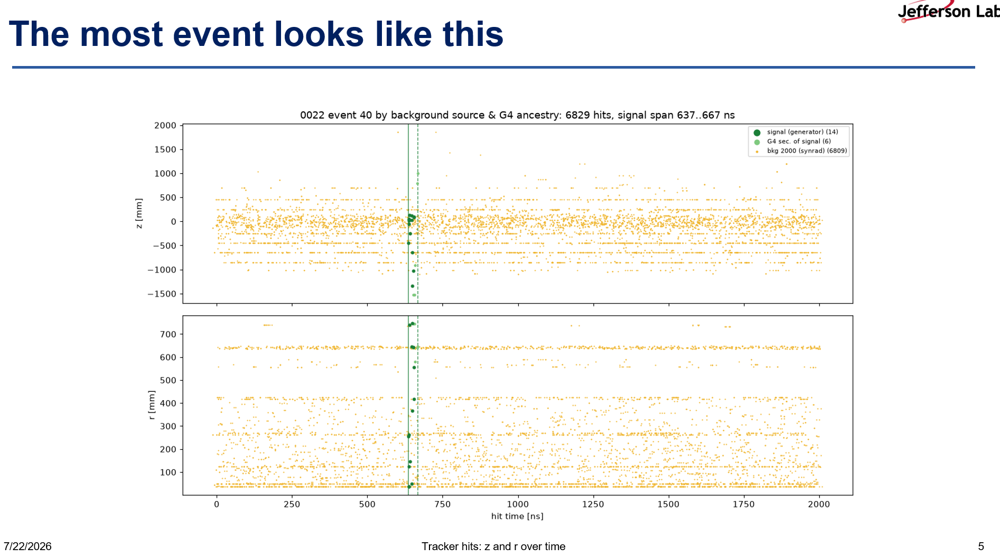 Jefferson Lab
The most event looks like this
0022 event 40 by background source & G4 ancestry: 6829 hits, signal span 637..667 ns
2000
1500
1000
500
0
−500
−1000
−1500
z [mm]
signal (generator) (14)
G4 sec. of signal (6)
bkg 2000 (synrad) (6809)
700
600
500
400
300
200
100
r [mm]
0 250 500 750 1000 1250 1500 1750 2000
hit time [ns]
7/22/2026 Tracker hits: z and r over time 5